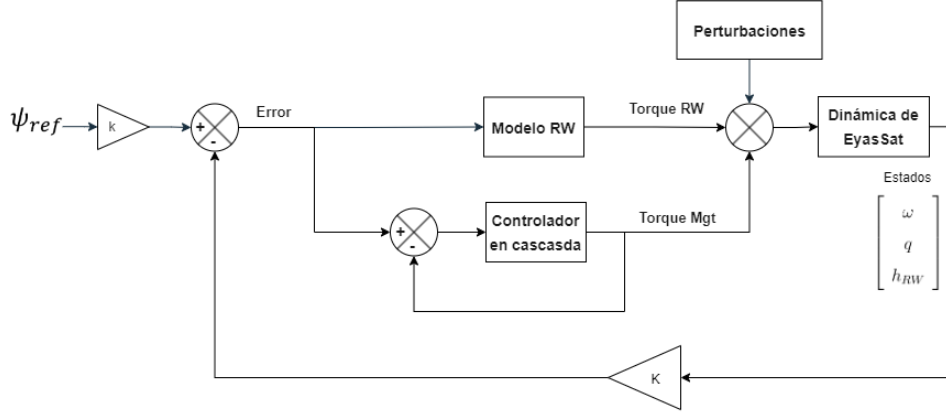 Perturbaciones
ψref
k
+
-
Error
Modelo RW
Torque RW
Dinámica de
EyasSat
Estados
ω
q
hRW
+
-
Controlador
en cascasda
Torque Mgt
K